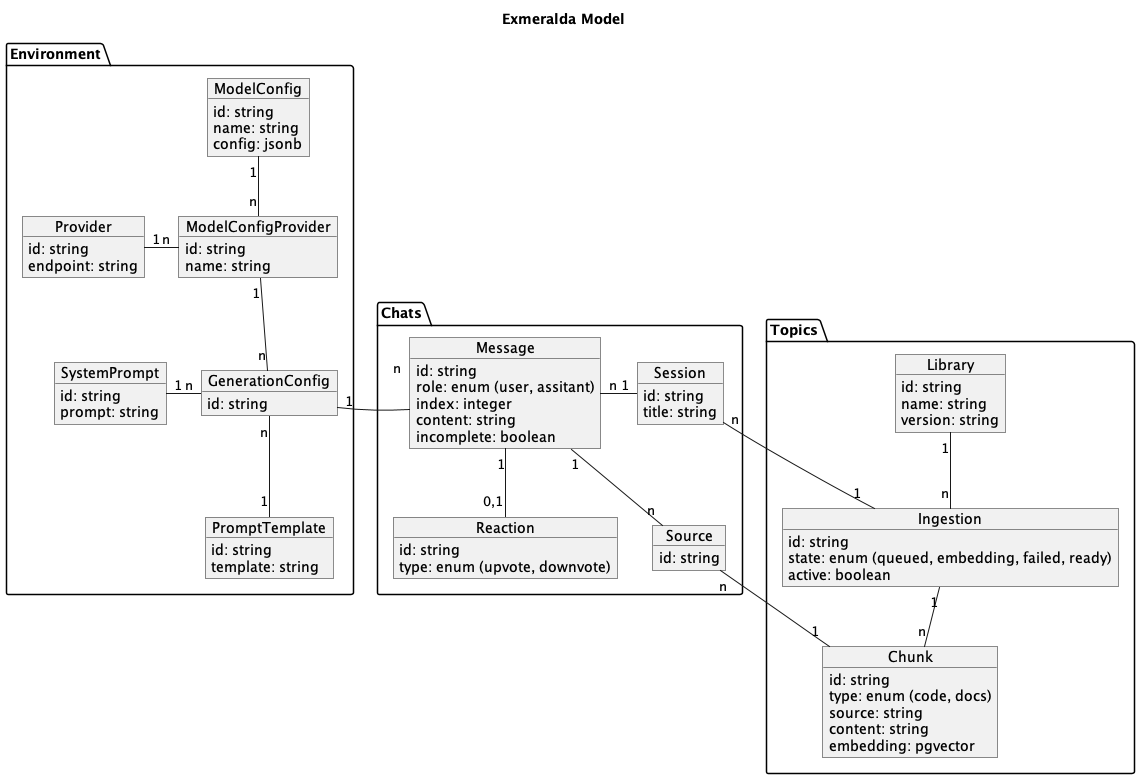 Exmeralda Model
Environment
ModelConfig
id: string
name: string
config: jsonb
1
n
Provider
id: string
endpoint: string
1 n
ModelConfigProvider
id: string
name: string
1
n
SystemPrompt
id: string
prompt: string
1 n
GenerationConfig
id: string
1
n
n
1
PromptTemplate
id: string
template: string
Chats
Message
id: string
role: enum (user, assitant)
index: integer
content: string
incomplete: boolean
n 1
Session
id: string
title: string
n
1
1
0,1
1
n
Reaction
id: string
type: enum (upvote, downvote)
Source
id: string
n
1
Topics
Library
id: string
name: string
version: string
1
n
Ingestion
id: string
state: enum (queued, embedding, failed, ready)
active: boolean
1
n
Chunk
id: string
type: enum (code, docs)
source: string
content: string
embedding: pgvector